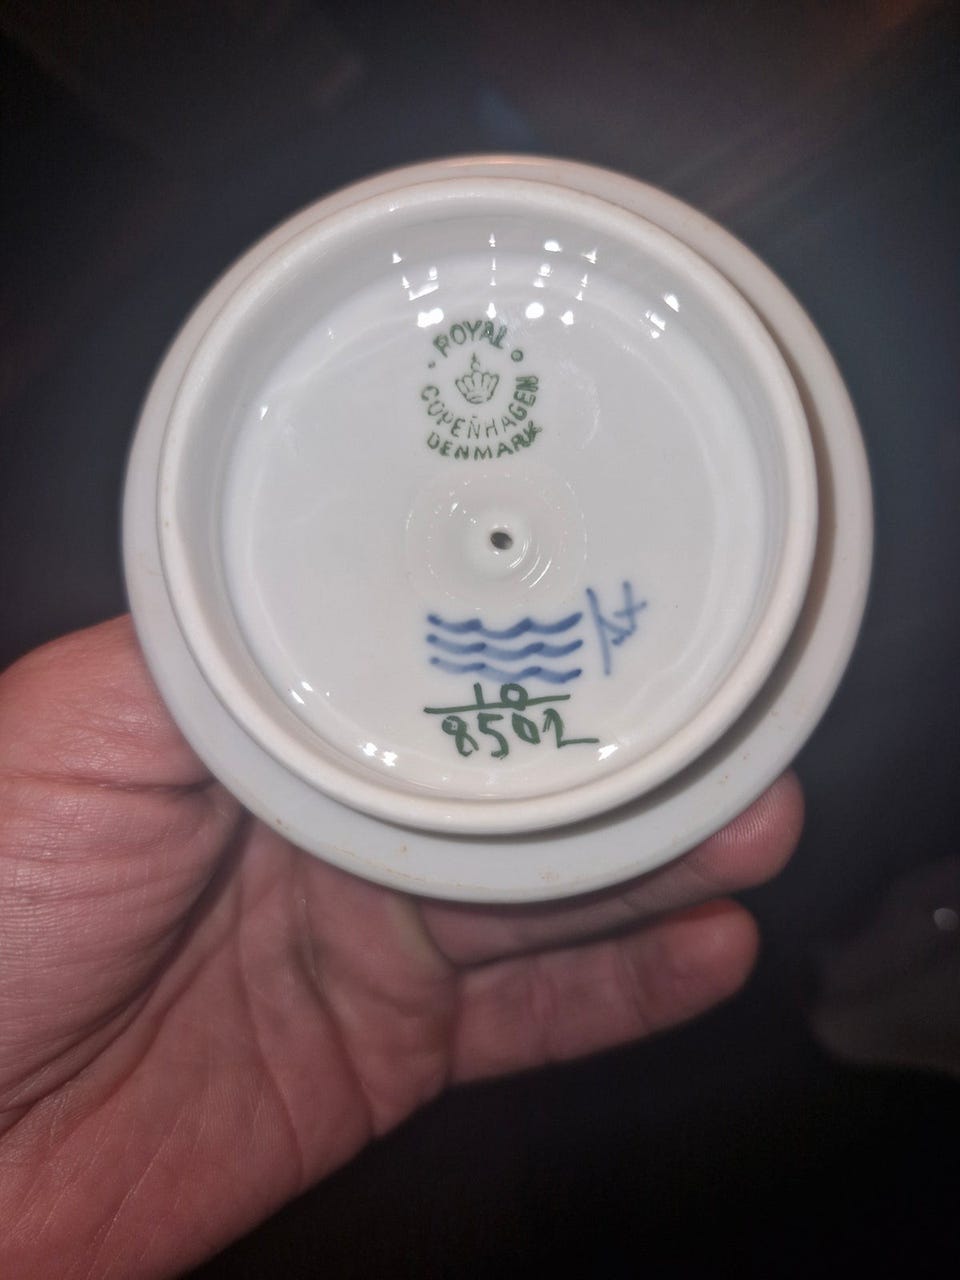 ROYAL
COPENHAGEN
DENMARK
10
8502